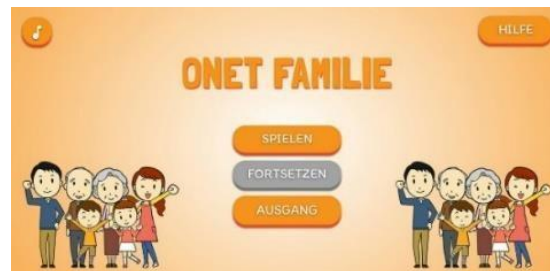 HILFE
ONET FAMILIE
SPIELEN
FORTSETZEN
AUSGANG